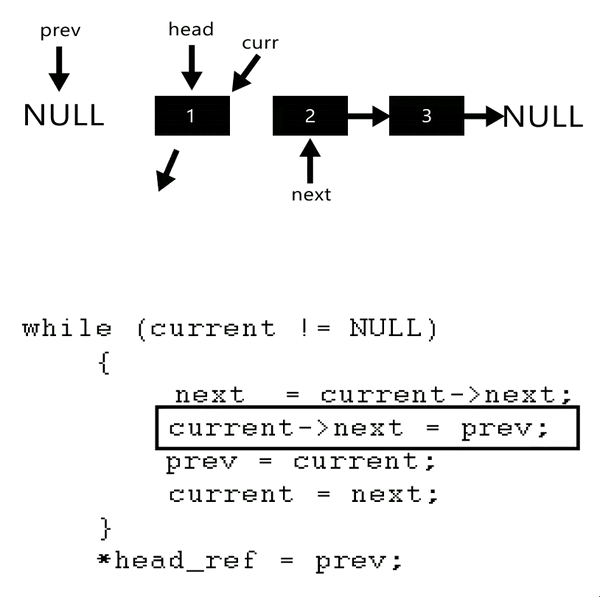 prev
head
curr
NULL
1
2
3
NULL
next
while (current != NULL)
{
next = current->next;
current->next = prev;
prev = current;
current = next;
}
*head_ref = prev;